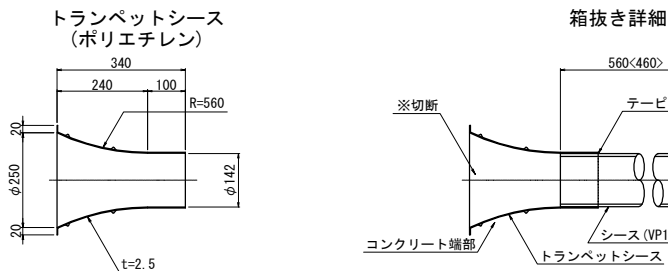 トランペットシース
(ポリエチレン)
340
240
100
R=560
20
φ250
20
φ142
t=2.5
箱抜き詳細
560<460>
※切断
テーピ
コンクリート端部
シース(VP1
トランペットシース